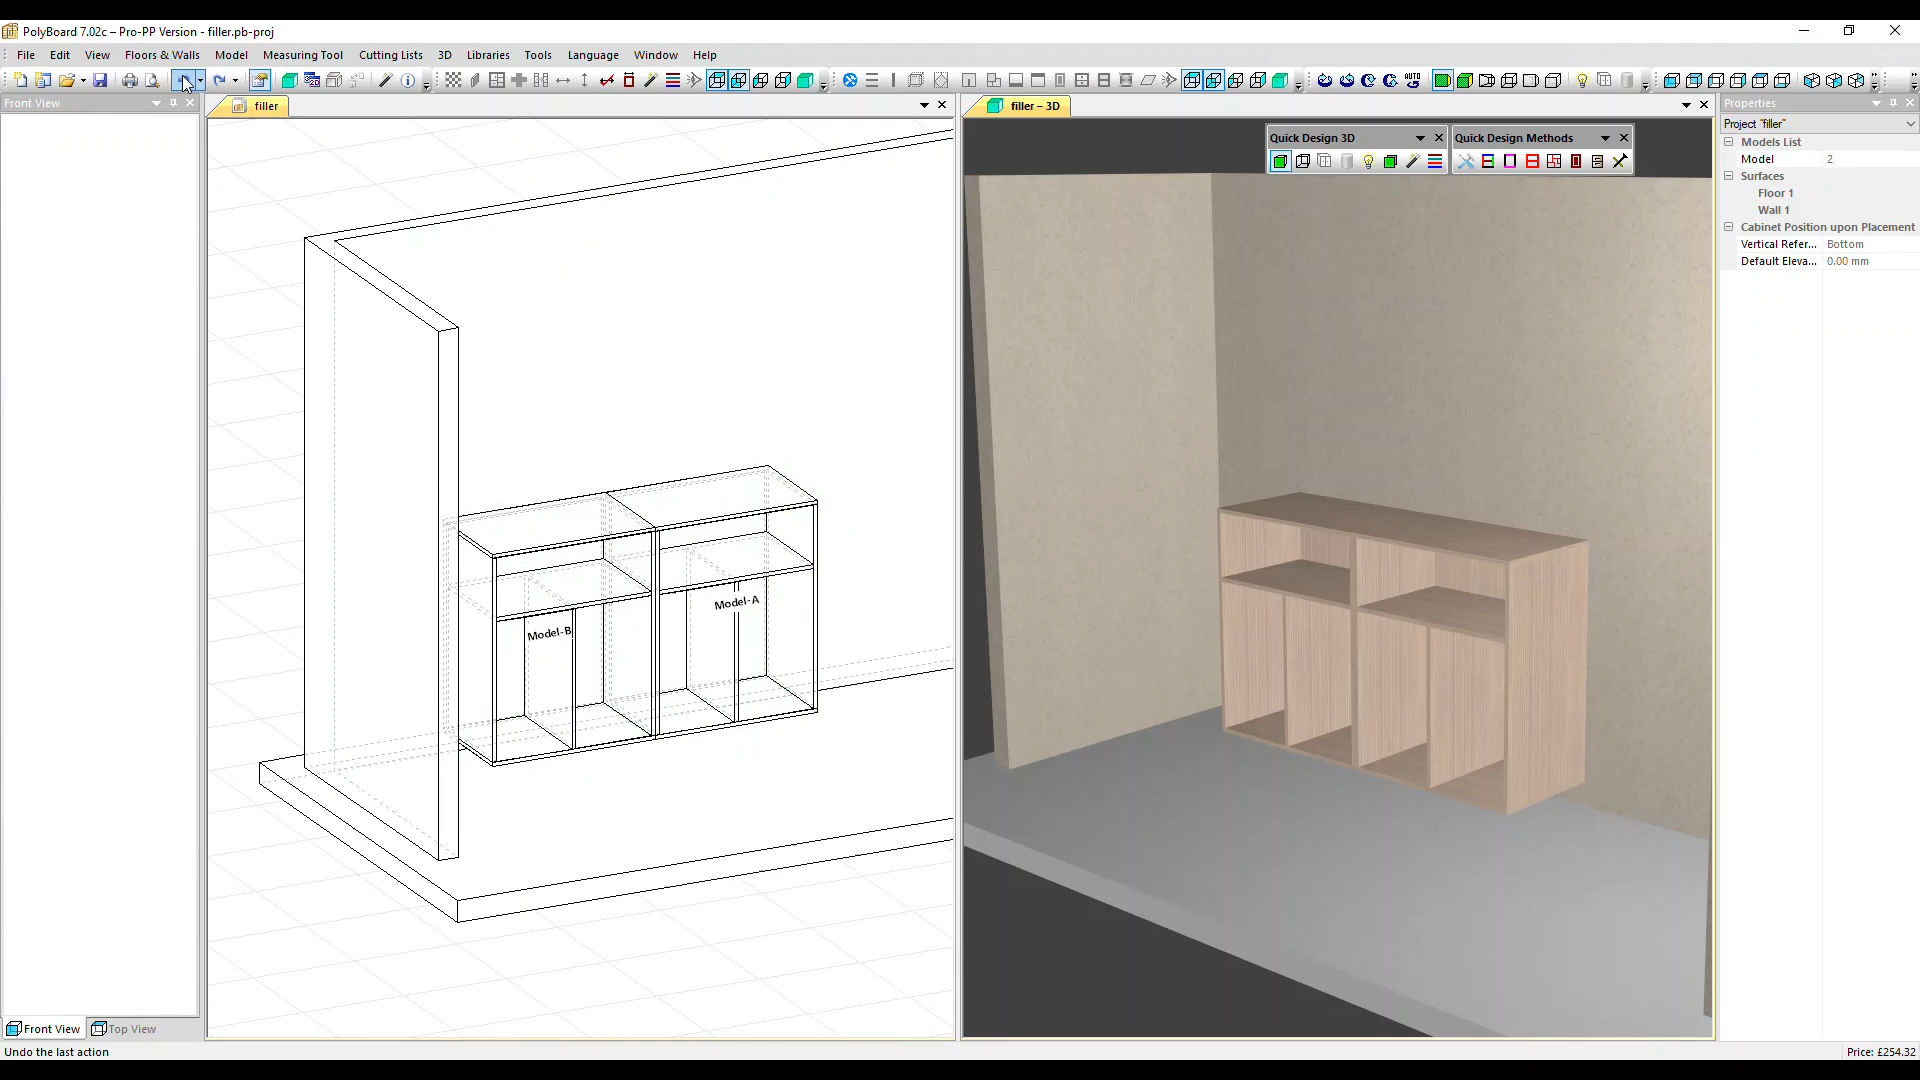 PolyBoard 7.02c – Pro-PP Version - filler.pb-proj
File Edit View Floors & Walls Model Measuring Tool Cutting Lists 3D Libraries Tools Language Window Help
AUTO
Front View
filler
filler – 3D
Properties
Quick Design 3D
Quick Design Methods
Project "filler"
Models List
Model 2
Surfaces
Floor 1
Wall 1
Cabinet Position upon Placement
Vertical Refer... Bottom
Default Eleva... 0.00 mm
Model-A
Model-B
Front View Top View
Undo the last action
Price: £254.32